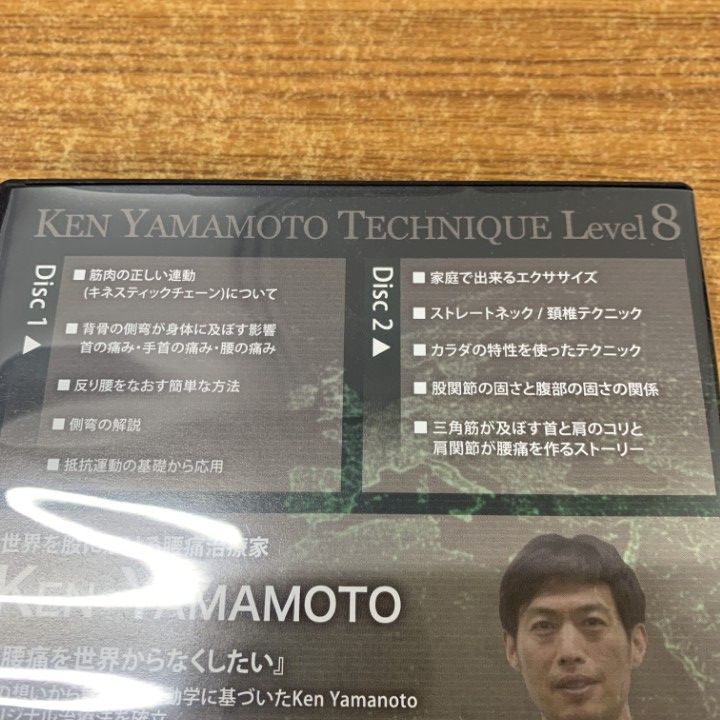 KEN YAMAMOTO TECHNIQUE Level 8
Disc 1 ▲
■ 筋肉の正しい連動
(キネスティックチェーン)について
■ 背骨の側弯が身体に及ぼす影響
首の痛み・手首の痛み・腰の痛み
■ 反り腰をなおす簡単な方法
■ 側弯の解説
■ 抵抗運動の基礎から応用
Disc 2 ▲
■ 家庭で出来るエクササイズ
■ ストレートネック / 頚椎テクニック
■ カラダの特性を使ったテクニック
■ 股関節の固さと腹部の固さの関係
■ 三角筋が及ぼす首と肩のコリと
肩関節が腰痛を作るストーリー
世界を股に 腰痛治療家
KEN YAMAMOTO
腰痛を世界からなくしたい』
の想いから 動学に基づいたKen Yamanoto